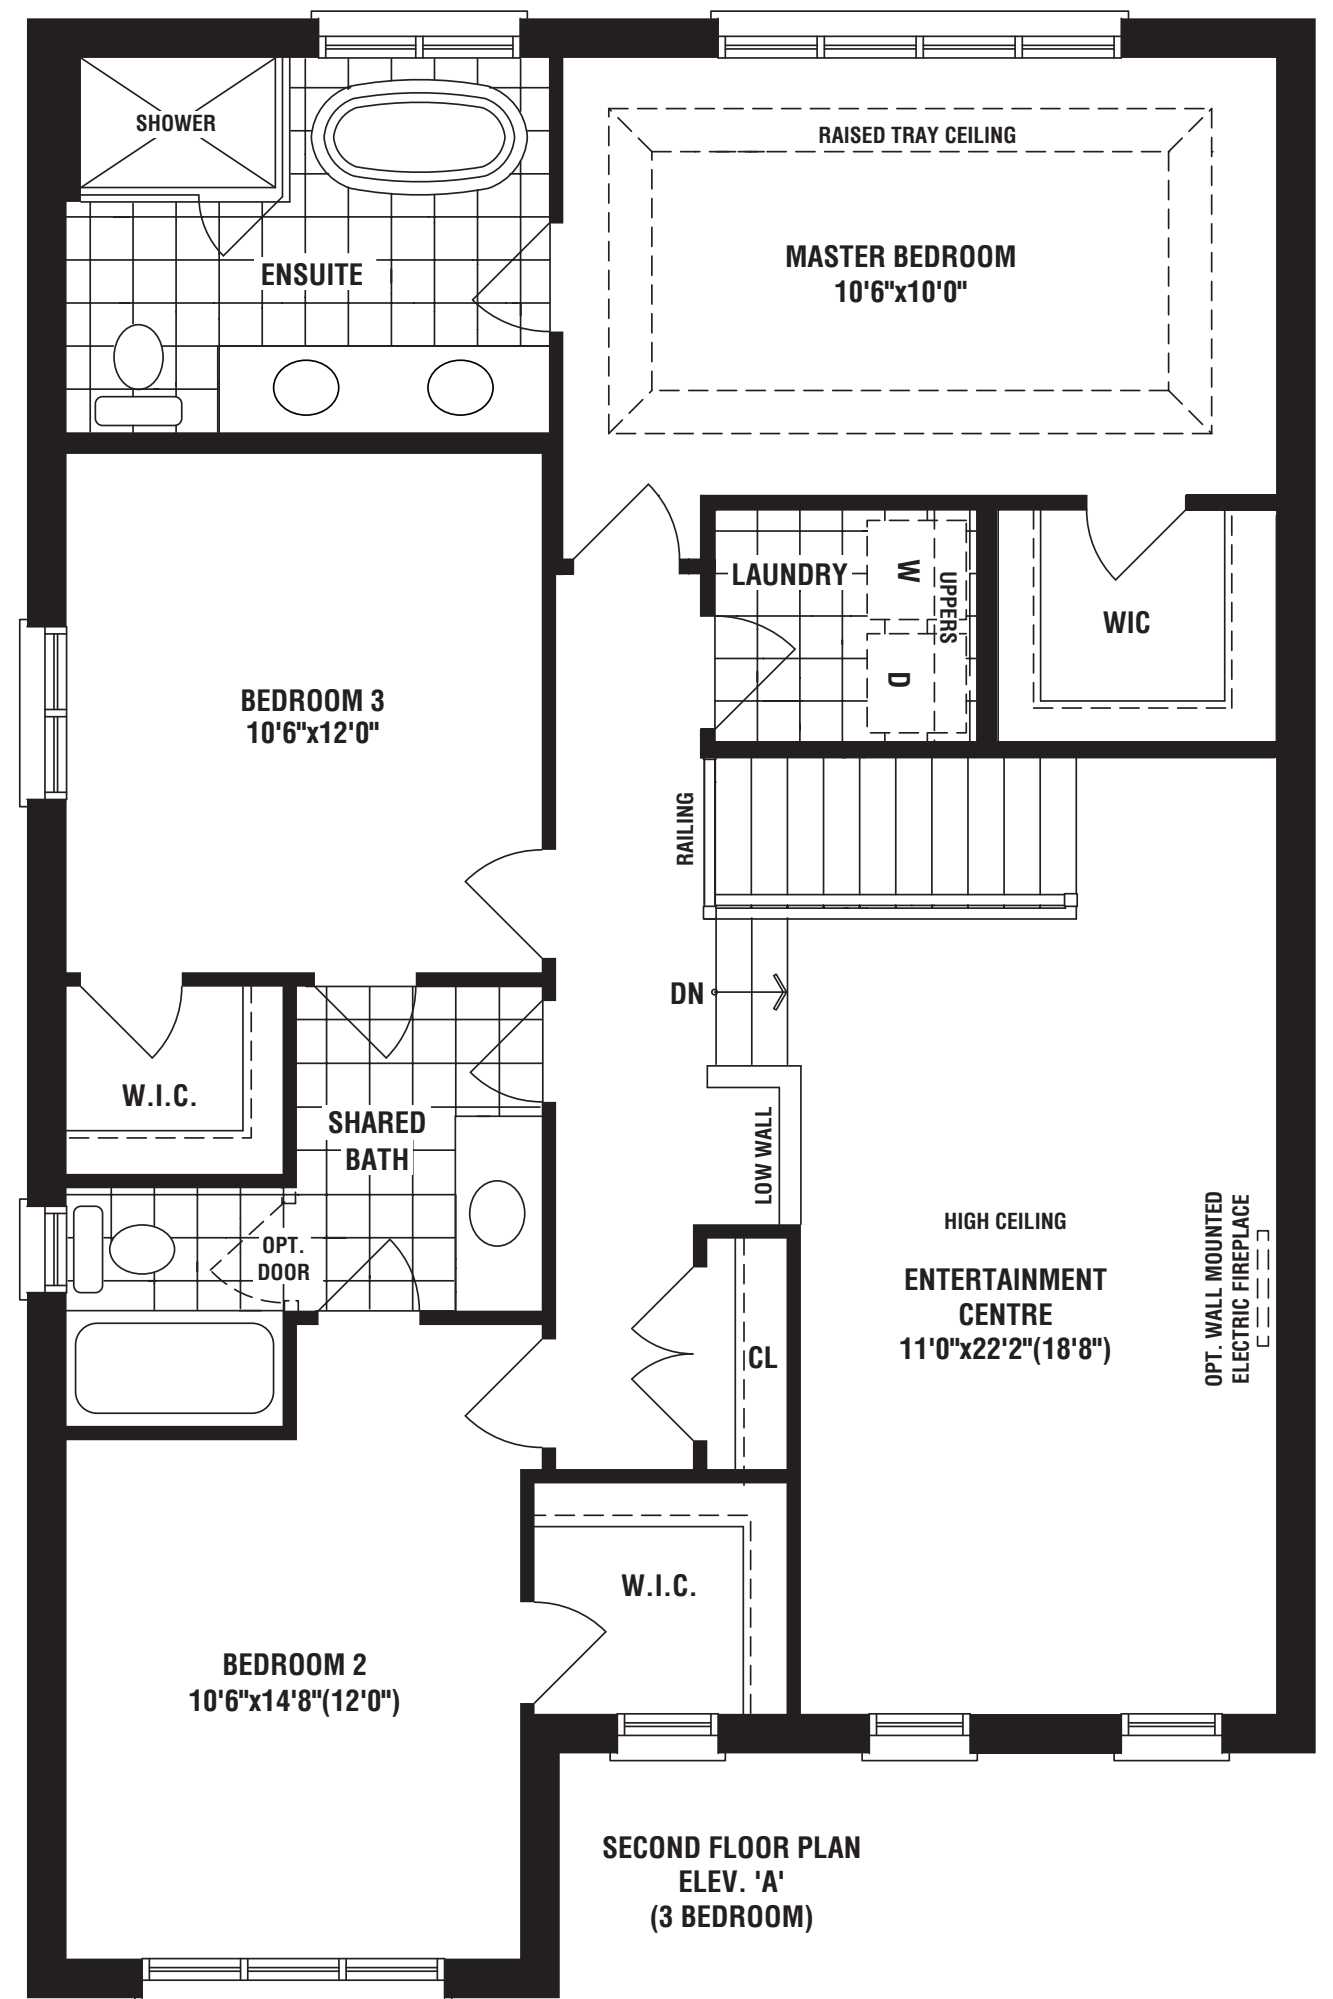 SHOWER
RAISED TRAY CEILING
ENSUITE
MASTER BEDROOM
10'6"x10'0"
LAUNDRY
W
UPPERS
D
WIC
BEDROOM 3
10'6"x12'0"
RAILING
DN
W.I.C.
SHARED
BATH
LOW WALL
OPT.
DOOR
HIGH CEILING
ENTERTAINMENT
CENTRE
11'0"x22'2"(18'8")
OPT. WALL MOUNTED
ELECTRIC FIREPLACE
CL
W.I.C.
BEDROOM 2
10'6"x14'8"(12'0")
SECOND FLOOR PLAN
ELEV. 'A'
(3 BEDROOM)